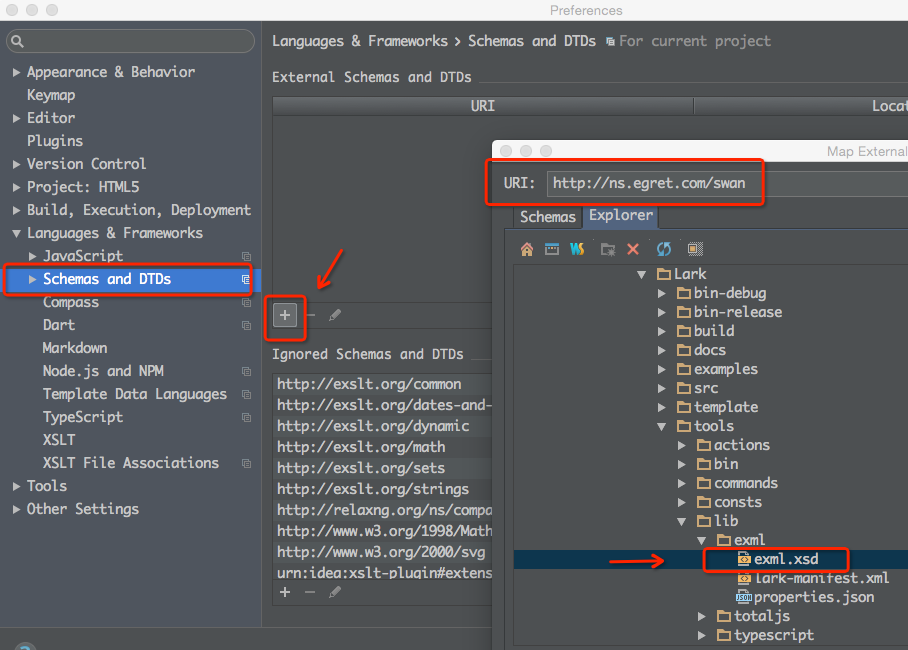 Preferences
Appearance & Behavior
Keymap
Editor
Plugins
Version Control
Project: HTML5
Build, Execution, Deployment
Languages & Frameworks
JavaScript
Schemas and DTDs
Compass
Dart
Markdown
Node.js and NPM
Template Data Languages
TypeScript
XSLT
XSLT File Associations
Tools
Other Settings
Languages & Frameworks › Schemas and DTDs For current project
External Schemas and DTDs
URI Locat
Ignored Schemas and DTDs
http://exslt.org/common
http://exslt.org/dates-and-
http://exslt.org/dynamic
http://exslt.org/math
http://exslt.org/sets
http://exslt.org/strings
http://relaxng.org/ns/compa
http://www.w3.org/1998/Math
http://www.w3.org/2000/svg
urn:idea:xslt-plugin#extens
Map External
URI: http://ns.egret.com/swan
Schemas Explorer
Lark
bin-debug
bin-release
build
docs
examples
src
template
tools
actions
bin
commands
consts
lib
exml
exml.xsd
lark-manifest.xml
JSON properties.json
totaljs
typescript